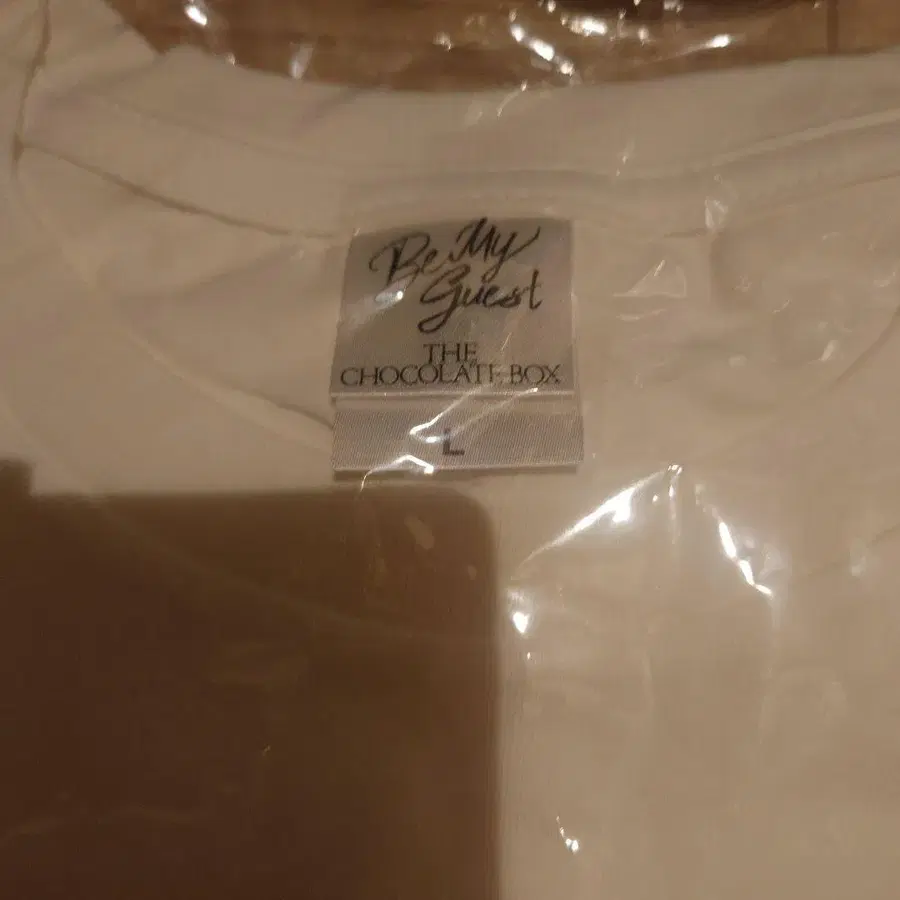 Be My
Guest
THE
CHOCOLATE BOX
L